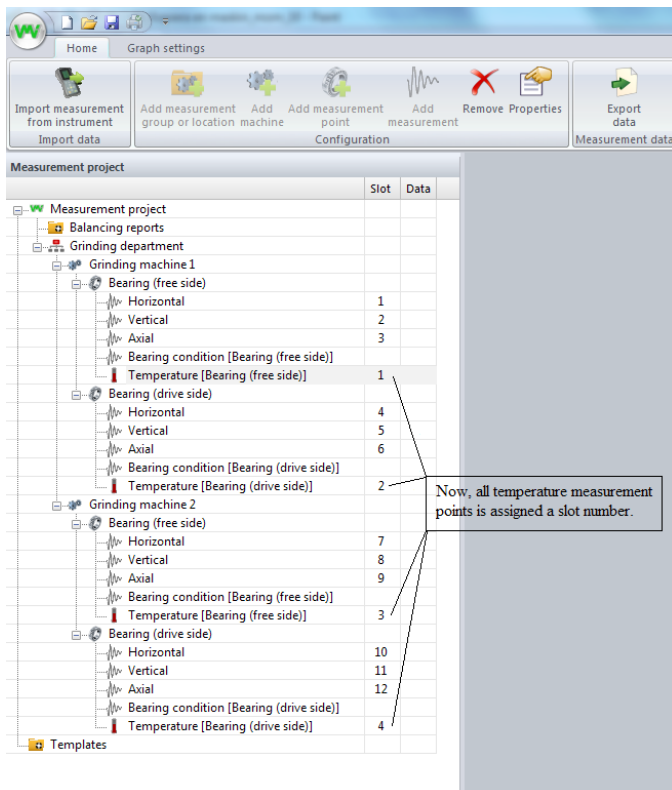 Home Graph settings
Import measurement from instrument
Add measurement group or location
Add machine
Add measurement point
Add measurement
Remove
Properties
Export data
Import data
Configuration
Measurement data
Measurement project
Slot Data
Measurement project
Balancing reports
Grinding department
Grinding machine 1
Bearing (free side)
Horizontal 1
Vertical 2
Axial 3
Bearing condition [Bearing (free side)]
Temperature [Bearing (free side)] 1
Bearing (drive side)
Horizontal 4
Vertical 5
Axial 6
Bearing condition [Bearing (drive side)]
Temperature [Bearing (drive side)] 2
Now, all temperature measurement
points is assigned a slot number.
Grinding machine 2
Bearing (free side)
Horizontal 7
Vertical 8
Axial 9
Bearing condition [Bearing (free side)]
Temperature [Bearing (free side)] 3
Bearing (drive side)
Horizontal 10
Vertical 11
Axial 12
Bearing condition [Bearing (drive side)]
Temperature [Bearing (drive side)] 4
Templates